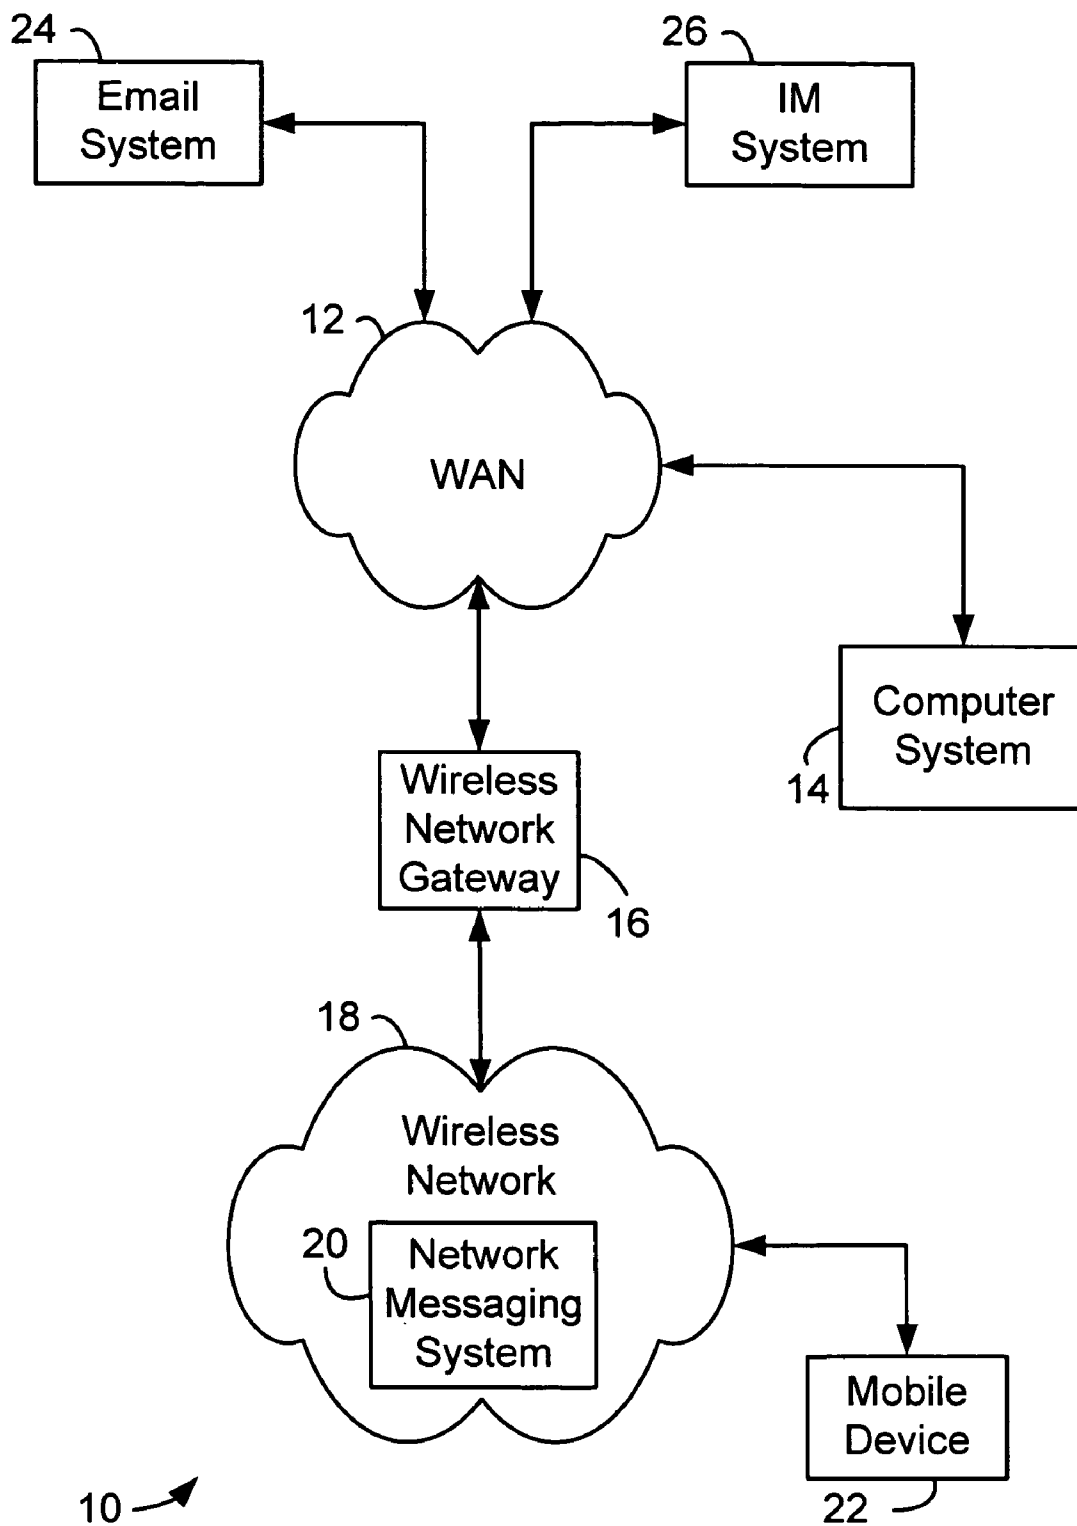 24
Email
System
26
IM
System
12
WAN
Computer
System
14
Wireless
Network
Gateway
16
18
Wireless
Network
20
Network
Messaging
System
Mobile
Device
22
10